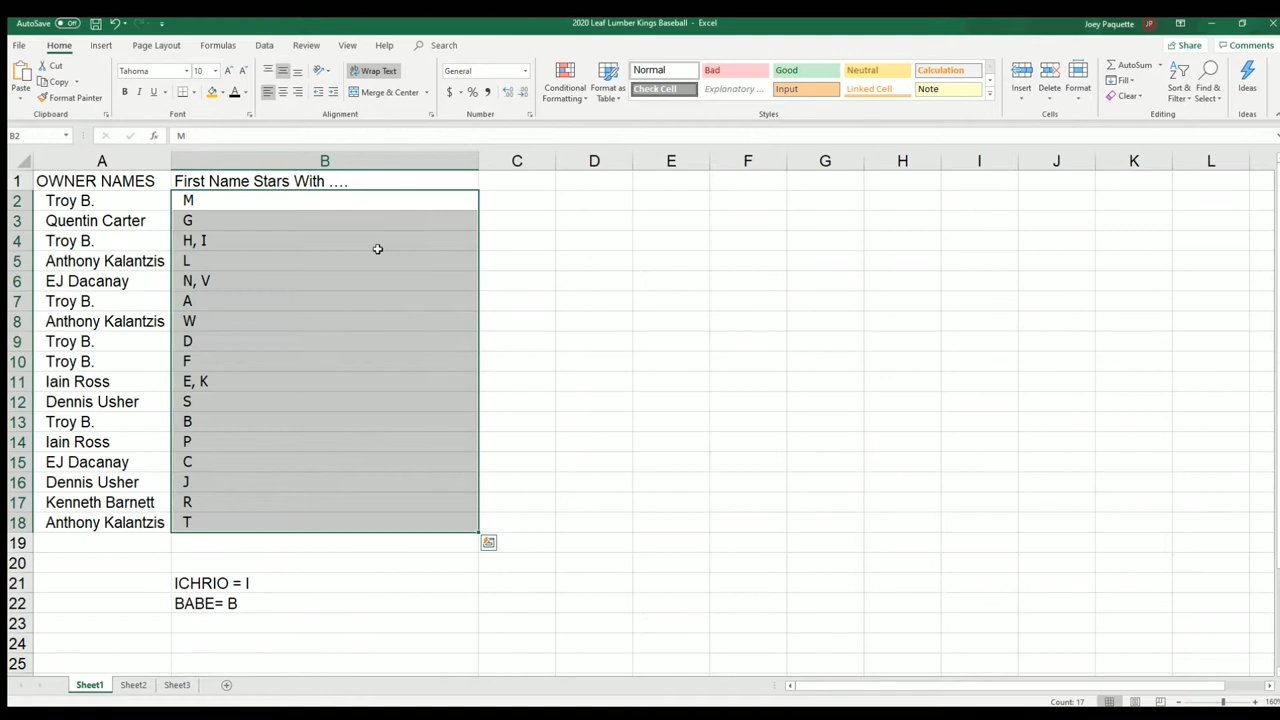 AutoSave Off 2020 Leaf Lumber Kings Baseball - Excel Joey Paquette JP
File Home Insert Page Layout Formulas Data Review View Help Search Share Comments
Paste Cut Copy Format Painter Clipboard
Tahoma 10 B I U A Font
Wrap Text Merge & Center Alignment
General $ % Number
Conditional Formatting Format as Table
Normal Bad Good Neutral Calculation
Check Cell Explanatory ... Input Linked Cell Note
Styles
Insert Delete Format Cells
AutoSum Fill Clear Sort & Filter Find & Select Editing
Ideas Ideas
B2 fx M
A B C D E F G H I J K L
1 OWNER NAMES First Name Stars With ....
2 Troy B. M
3 Quentin Carter G
4 Troy B. H, I
5 Anthony Kalantzis L
6 EJ Dacanay N, V
7 Troy B. A
8 Anthony Kalantzis W
9 Troy B. D
10 Troy B. F
11 Iain Ross E, K
12 Dennis Usher S
13 Troy B. B
14 Iain Ross P
15 EJ Dacanay C
16 Dennis Usher J
17 Kenneth Barnett R
18 Anthony Kalantzis T
19
20
21 ICHRIO = I
22 BABE= B
23
24
25
Sheet1 Sheet2 Sheet3
Count: 17 160%